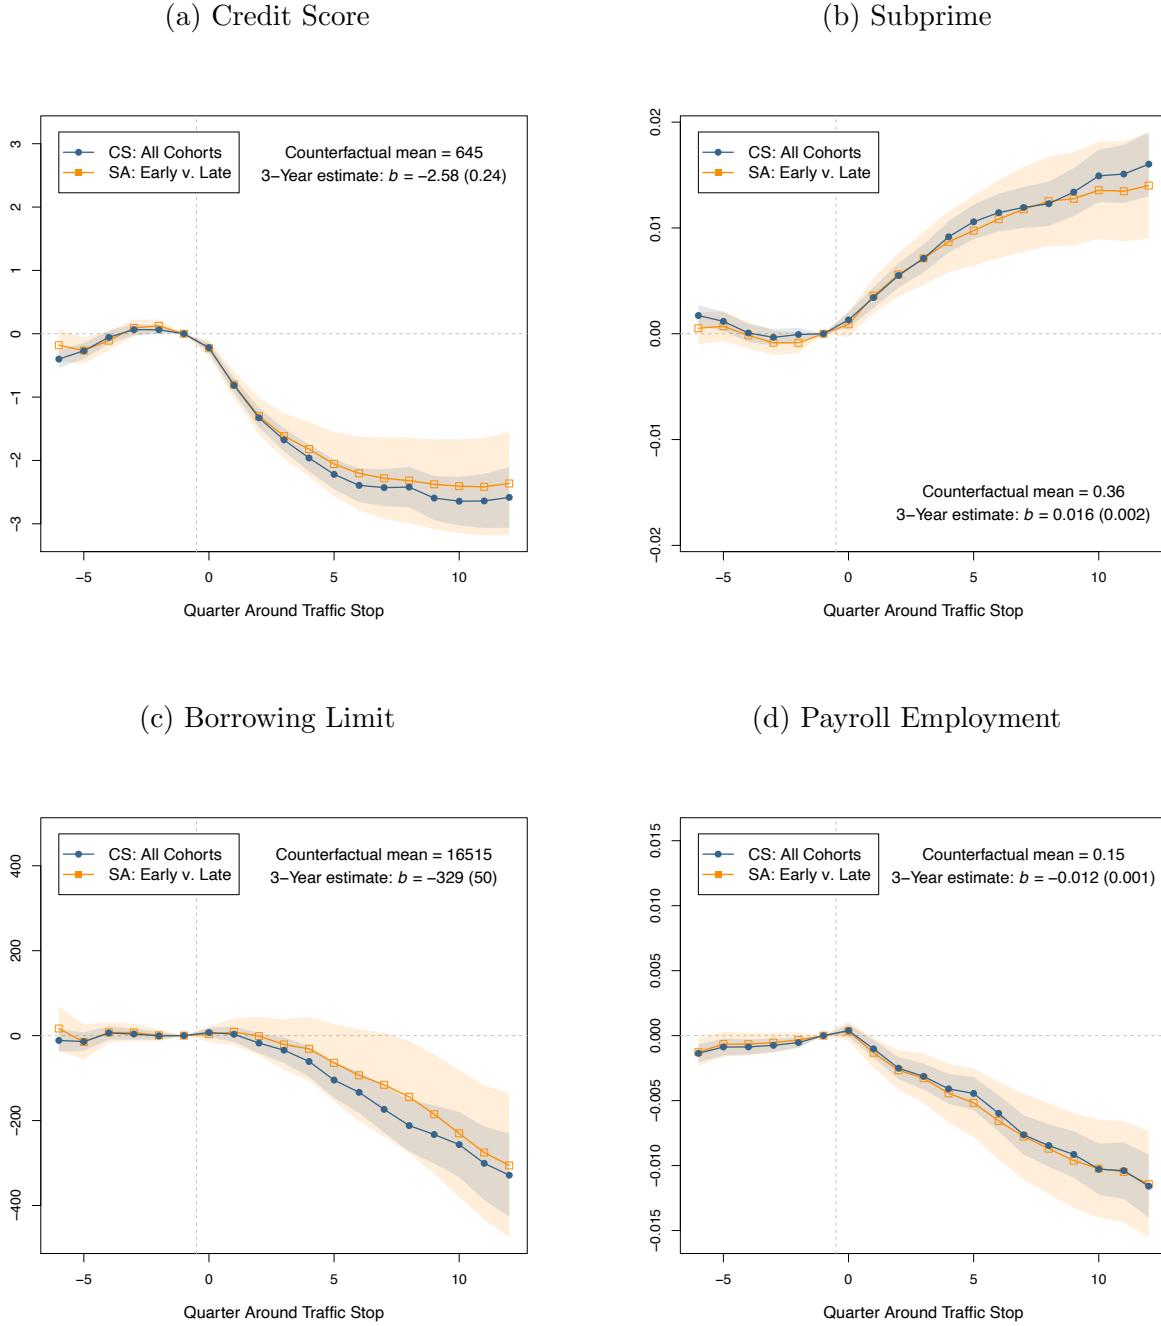 (a) Credit Score
CS: All Cohorts
SA: Early v. Late
Counterfactual mean = 645
3−Year estimate: b = −2.58 (0.24)
3
2
1
0
−1
−2
−3
−5
0
5
10
Quarter Around Traffic Stop
(b) Subprime
CS: All Cohorts
SA: Early v. Late
0.02
0.01
0.00
−0.01
−0.02
Counterfactual mean = 0.36
3−Year estimate: b = 0.016 (0.002)
−5
0
5
10
Quarter Around Traffic Stop
(c) Borrowing Limit
CS: All Cohorts
SA: Early v. Late
Counterfactual mean = 16515
3−Year estimate: b = −329 (50)
400
200
0
−200
−400
−5
0
5
10
Quarter Around Traffic Stop
(d) Payroll Employment
CS: All Cohorts
SA: Early v. Late
Counterfactual mean = 0.15
3−Year estimate: b = −0.012 (0.001)
0.015
0.010
0.005
0.000
−0.005
−0.010
−0.015
−5
0
5
10
Quarter Around Traffic Stop